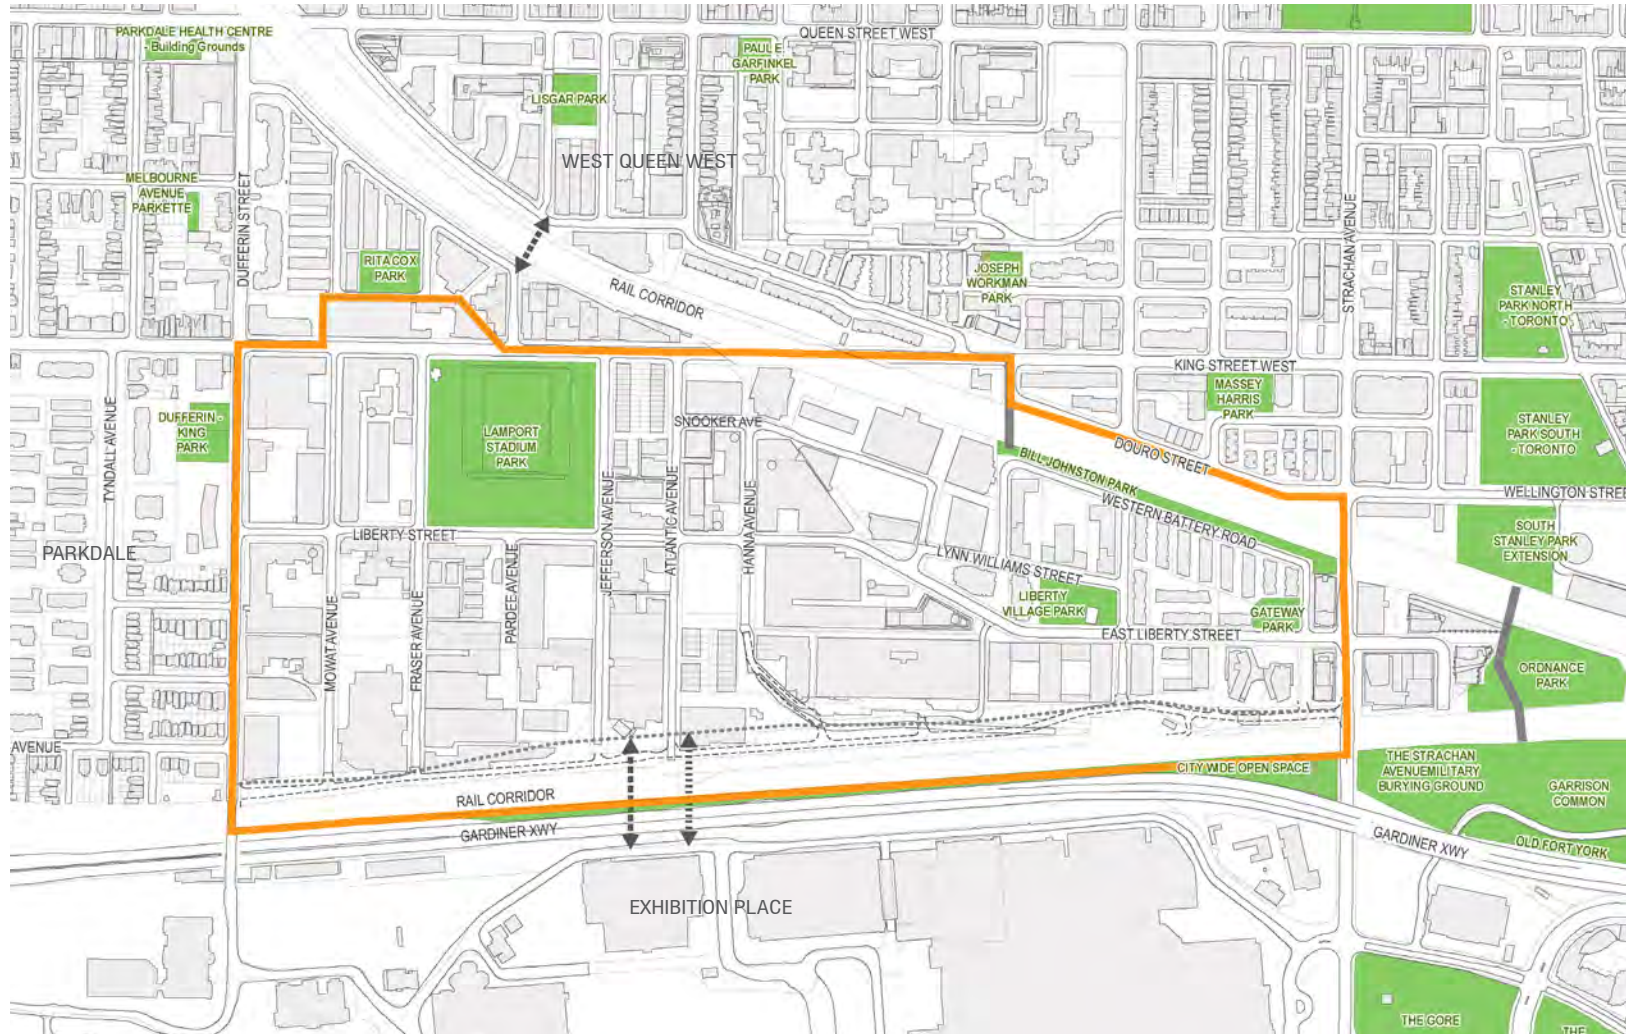 PARKDALE HEALTH CENTRE
- Building Grounds
QUEEN STREET WEST
PAUL E.
GARFINKEL
PARK
LISGAR PARK
WEST QUEEN WEST
MELBOURNE
AVENUE
PARKETTE
DUFFERIN STREET
STRACHAN AVENUE
RITA COX
PARK
JOSEPH
WORKMAN
PARK
RAIL CORRIDOR
STANLEY
PARK NORTH
- TORONTO
KING STREET WEST
MASSEY
HARRIS
PARK
TYNDALL AVENUE
DUFFERIN -
KING
PARK
LAMPORT
STADIUM
PARK
SNOOKER AVE
STANLEY
PARK SOUTH
- TORONTO
DOURO STREET
BILL JOHNSTON PARK
WESTERN BATTERY ROAD
WELLINGTON STREE
JEFFERSON AVENUE
ATLANTIC AVENUE
HANNA AVENUE
LIBERTY STREET
PARKDALE
SOUTH
STANLEY PARK
EXTENSION
LYNN WILLIAMS STREET
LIBERTY
VILLAGE PARK
GATEWAY
PARK
EAST LIBERTY STREET
MOWAT AVENUE
FRASER AVENUE
PARDEE AVENUE
ORDNANCE
PARK
AVENUE
CITY WIDE OPEN SPACE
THE STRACHAN
AVENUEMILITARY
BURYING GROUND
GARRISON
COMMON
RAIL CORRIDOR
GARDINER XWY
GARDINER XWY
OLD FORT YORK
EXHIBITION PLACE
THE GORE
THE